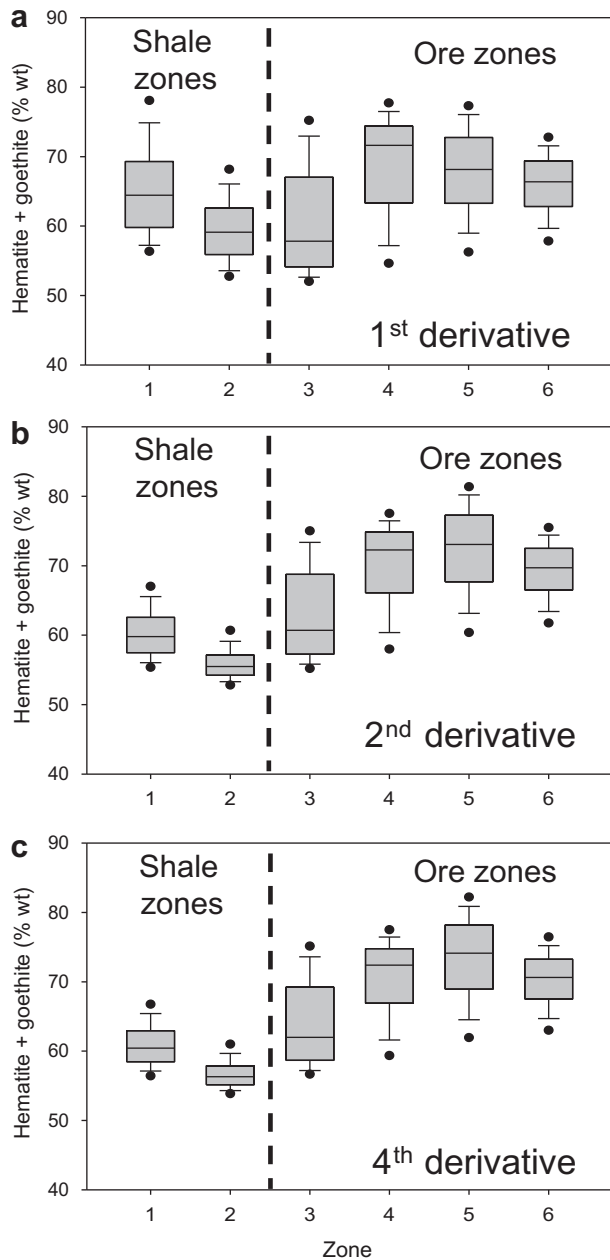 a
Hematite + goethite (% wt)
90
80
70
60
50
40
Shale
zones
Ore zones
1st derivative
1 2 3 4 5 6
b
Hematite + goethite (% wt)
90
80
70
60
50
40
Shale
zones
Ore zones
2nd derivative
1 2 3 4 5 6
c
Hematite + goethite (% wt)
90
80
70
60
50
40
Shale
zones
Ore zones
4th derivative
1 2 3 4 5 6
Zone